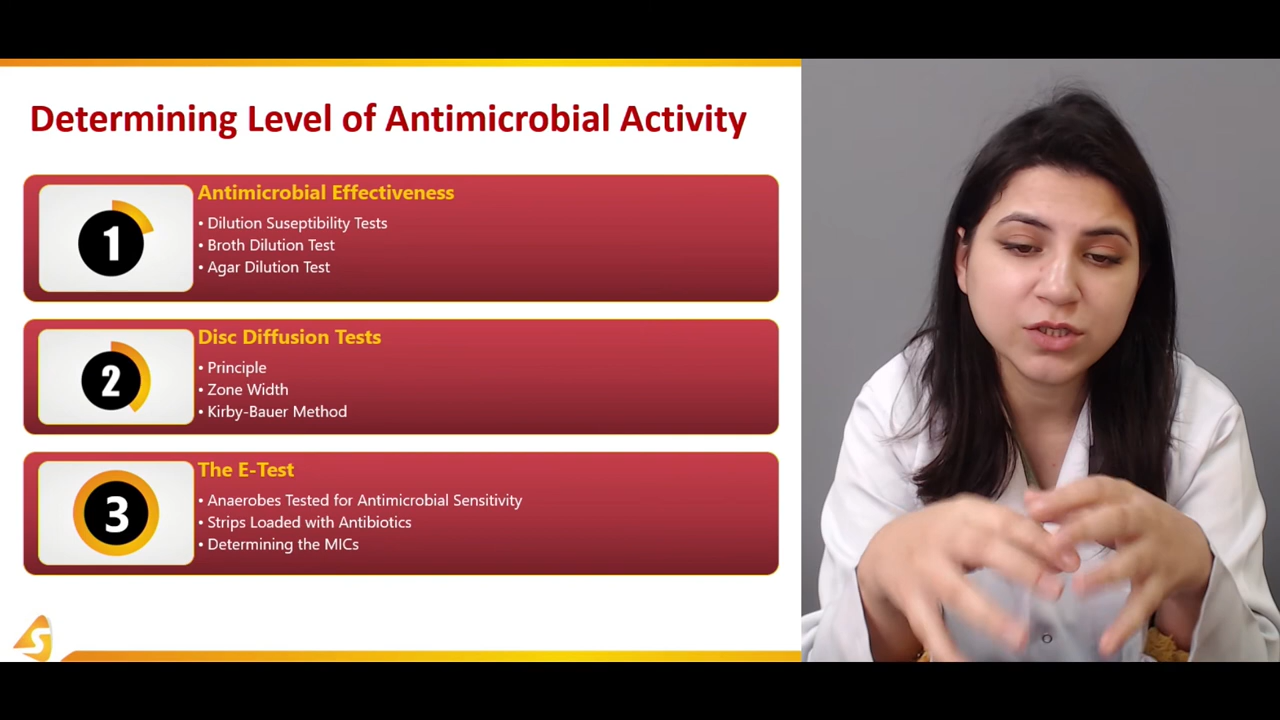 Determining Level of Antimicrobial Activity
1
Antimicrobial Effectiveness
• Dilution Suseptibility Tests
• Broth Dilution Test
• Agar Dilution Test
2
Disc Diffusion Tests
• Principle
• Zone Width
• Kirby-Bauer Method
3
The E-Test
• Anaerobes Tested for Antimicrobial Sensitivity
• Strips Loaded with Antibiotics
• Determining the MICs
S